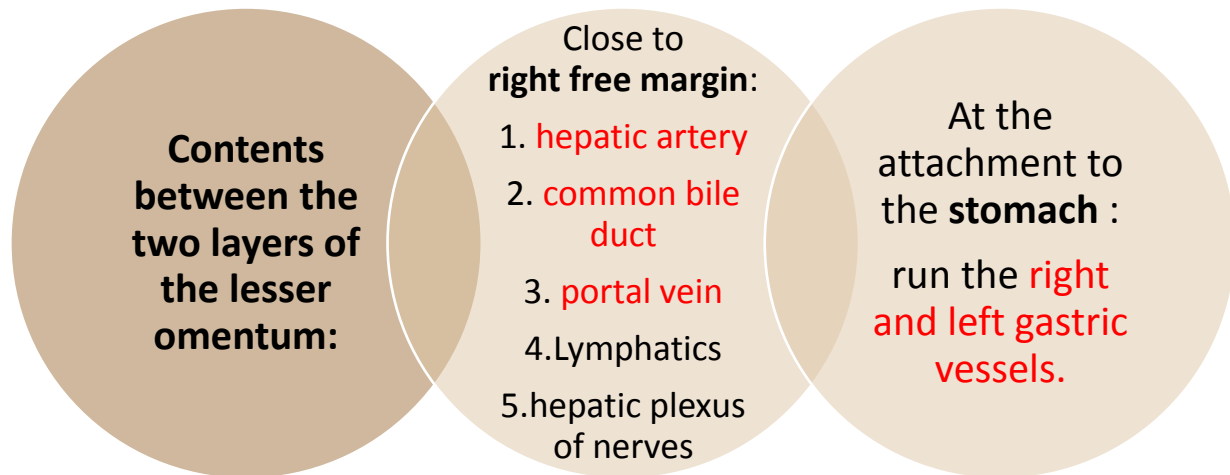 Contents
between the
two layers of
the lesser
omentum:
Close to
right free margin:
1. hepatic artery
2. common bile
duct
3. portal vein
4.Lymphatics
5.hepatic plexus
of nerves
At the
attachment to
the stomach :
run the right
and left gastric
vessels.